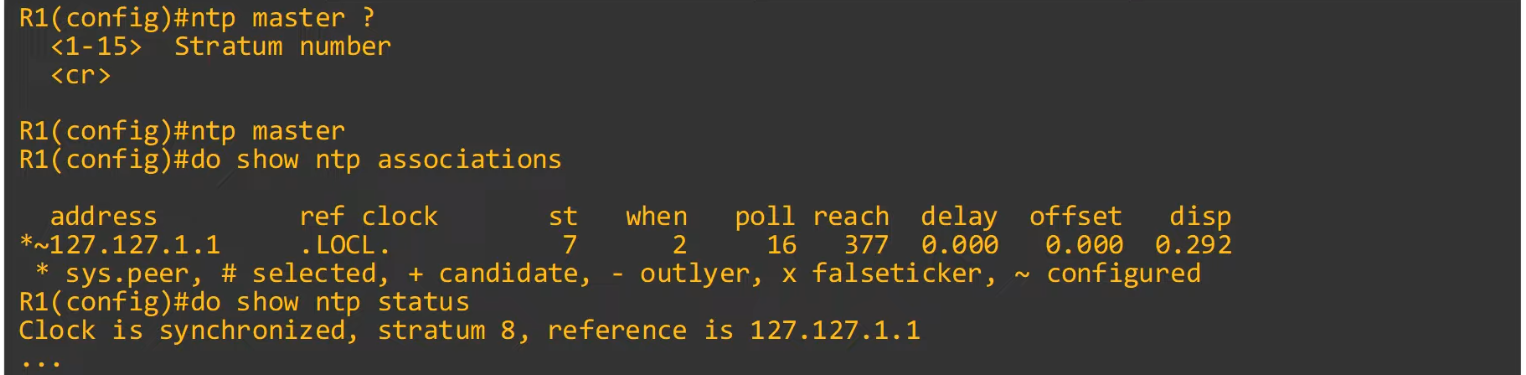 R1(config)#ntp master ?
  <1-15>  Stratum number
  <cr>

R1(config)#ntp master
R1(config)#do show ntp associations

  address         ref clock       st   when   poll reach  delay  offset   disp
*~127.127.1.1     .LOCL.           7      2     16   377  0.000   0.000  0.292
 * sys.peer, # selected, + candidate, - outlyer, x falseticker, ~ configured
R1(config)#do show ntp status
Clock is synchronized, stratum 8, reference is 127.127.1.1
...